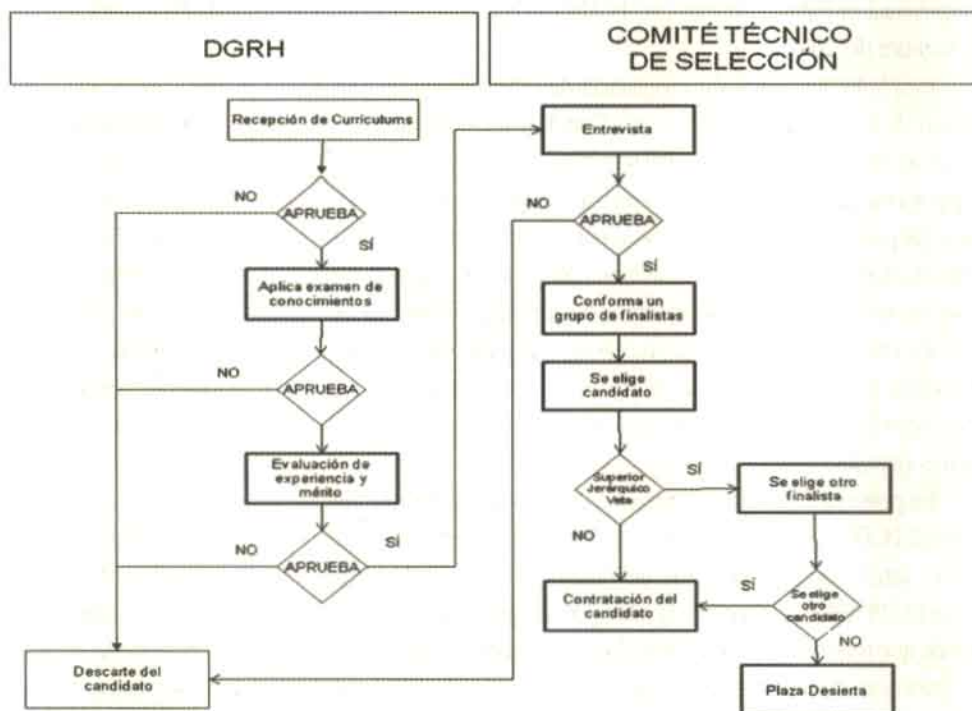 DGRH
COMITÉ TÉCNICO
DE SELECCIÓN
Recepción de Currículums
NO
APRUEBA
SÍ
Aplica examen de
conocimientos
NO
APRUEBA
Evaluación de
experiencia y
mérito
NO
APRUEBA
SÍ
Descarte del
candidato
Entrevista
NO
APRUEBA
SÍ
Conforma un
grupo de finalistas
Se elige
candidato
Superior
Jerárquico
Veta
SÍ
NO
Se elige otro
finalista
Contratación del
candidato
SÍ
Se elige
otro
candidato
NO
Plaza Desierta